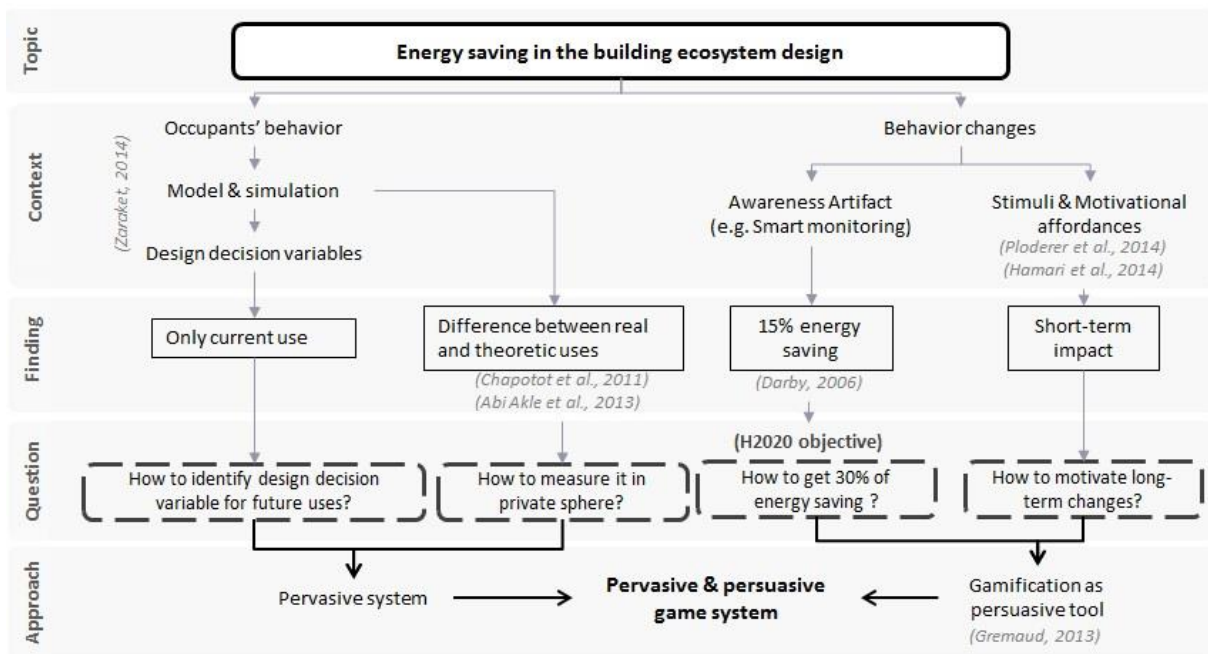 Topic
Energy saving in the building ecosystem design
Context
(Zaraket, 2014)
Occupants' behavior
Model & simulation
Design decision variables
Behavior changes
Awareness Artifact
(e.g. Smart monitoring)
Stimuli & Motivational
affordances
(Ploderer et al., 2014)
(Hamari et al., 2014)
Finding
Only current use
Difference between real
and theoretic uses
(Chapotot et al., 2011)
(Abi Akle et al., 2013)
15% energy
saving
(Darby, 2006)
Short-term
impact
Question
How to identify design decision
variable for future uses?
How to measure it in
private sphere?
(H2020 objective)
How to get 30% of
energy saving ?
How to motivate long-
term changes?
Approach
Pervasive system
Pervasive & persuasive
game system
Gamification as
persuasive tool
(Gremaud, 2013)